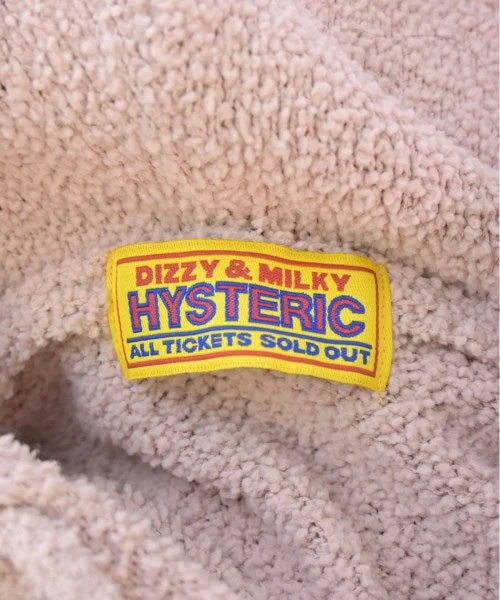 DIZZY & MILKY
HYSTERIC
ALL TICKETS SOLD OUT